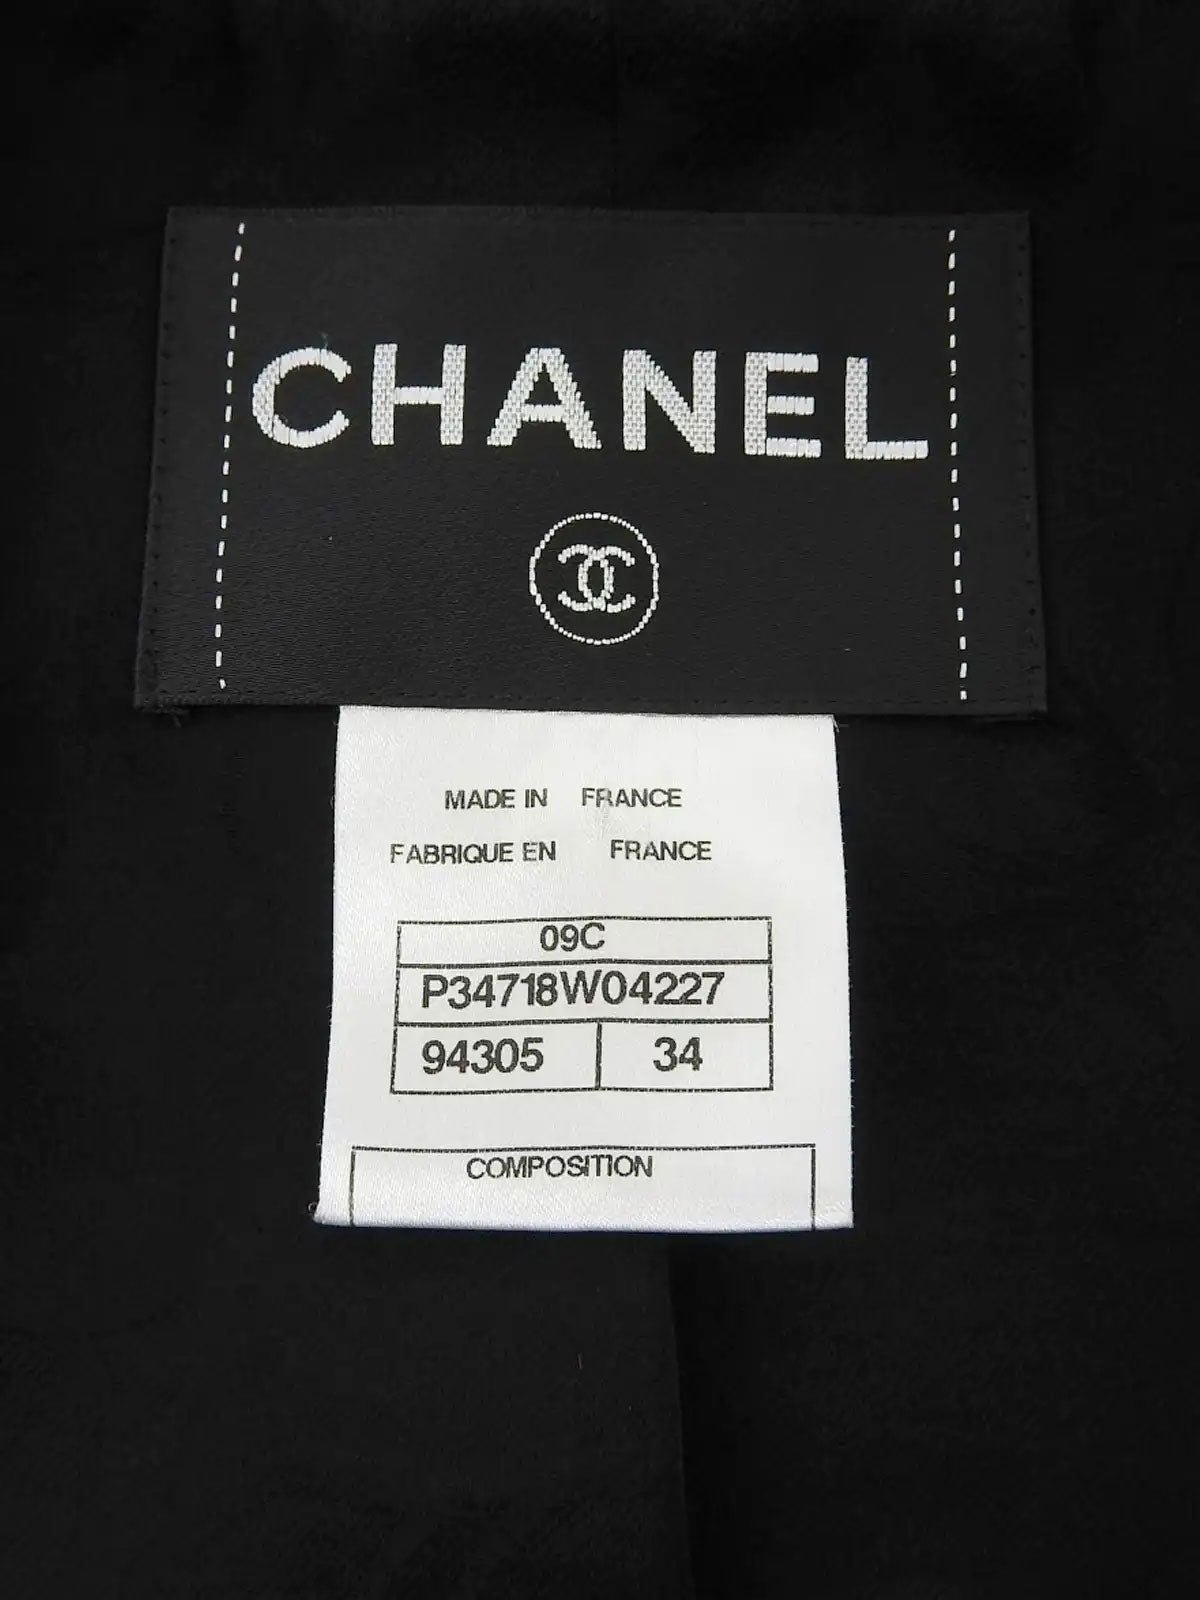 CHANEL
MADE IN FRANCE
FABRIQUE EN FRANCE
09C
P34718W04227
94305 34
COMPOSITION